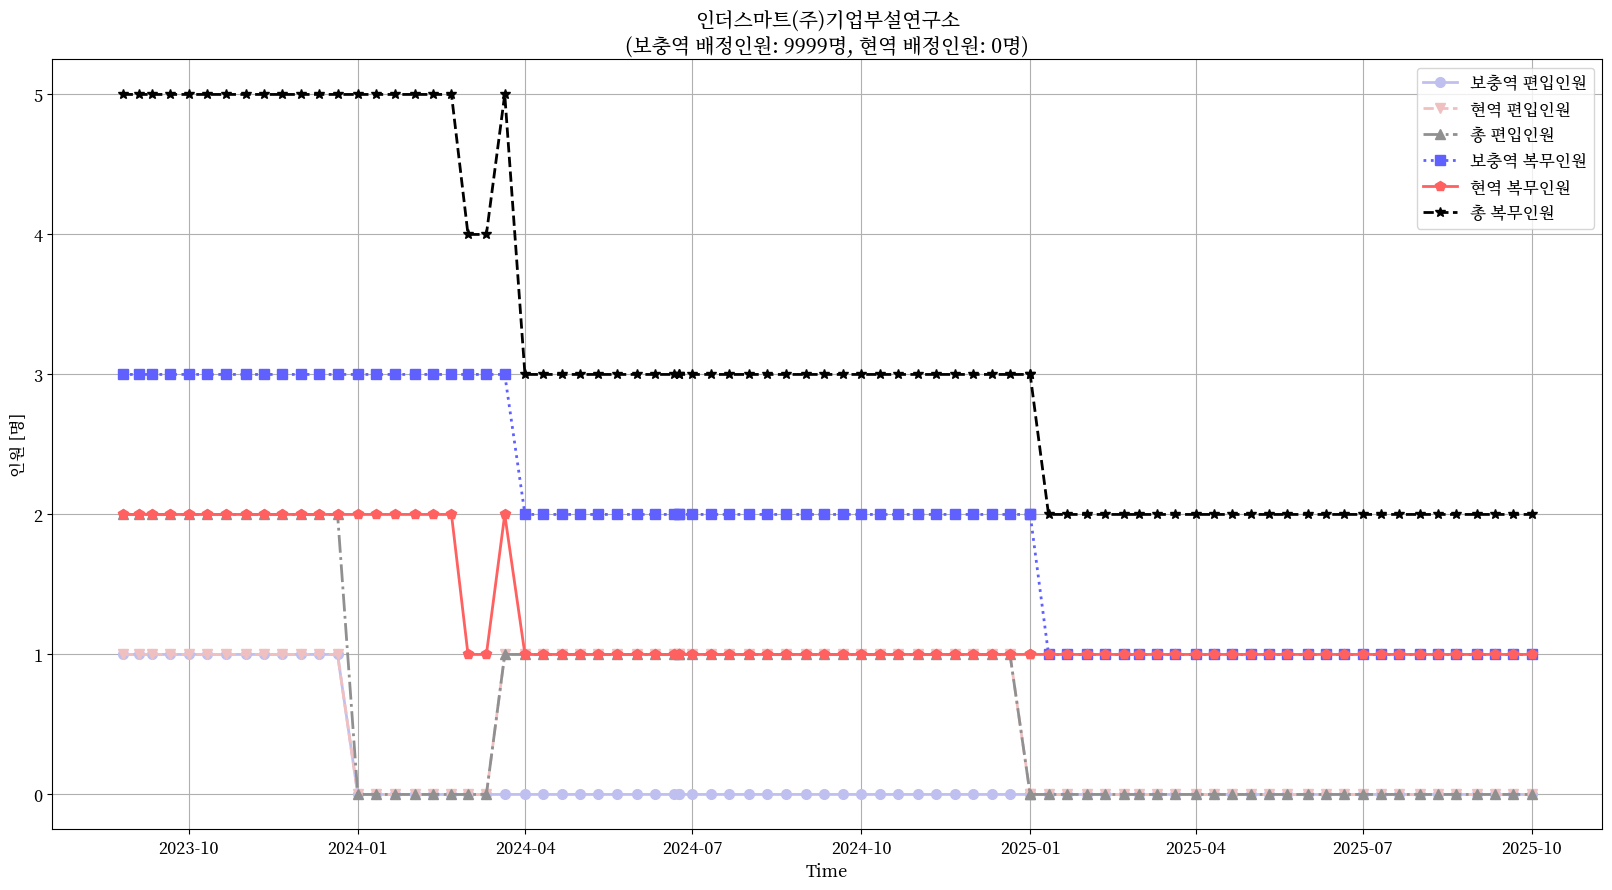 인더스마트(주)기업부설연구소
(보충역 배정인원: 9999명, 현역 배정인원: 0명)
보충역 편입인원
현역 편입인원
총 편입인원
보충역 복무인원
현역 복무인원
총 복무인원
인원 [명]
5
4
3
2
1
0
2023-10
2024-01
2024-04
2024-07
2024-10
2025-01
2025-04
2025-07
2025-10
Time